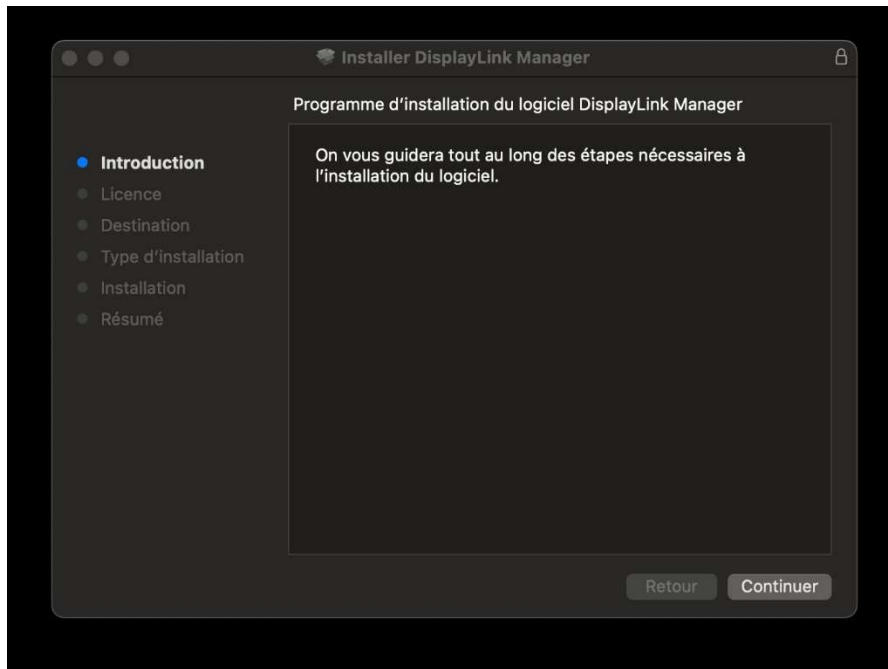 Installer DisplayLink Manager
Programme d’installation du logiciel DisplayLink Manager
Introduction
Licence
Destination
Type d’installation
Installation
Résumé
On vous guidera tout au long des étapes nécessaires à
l’installation du logiciel.
Retour
Continuer